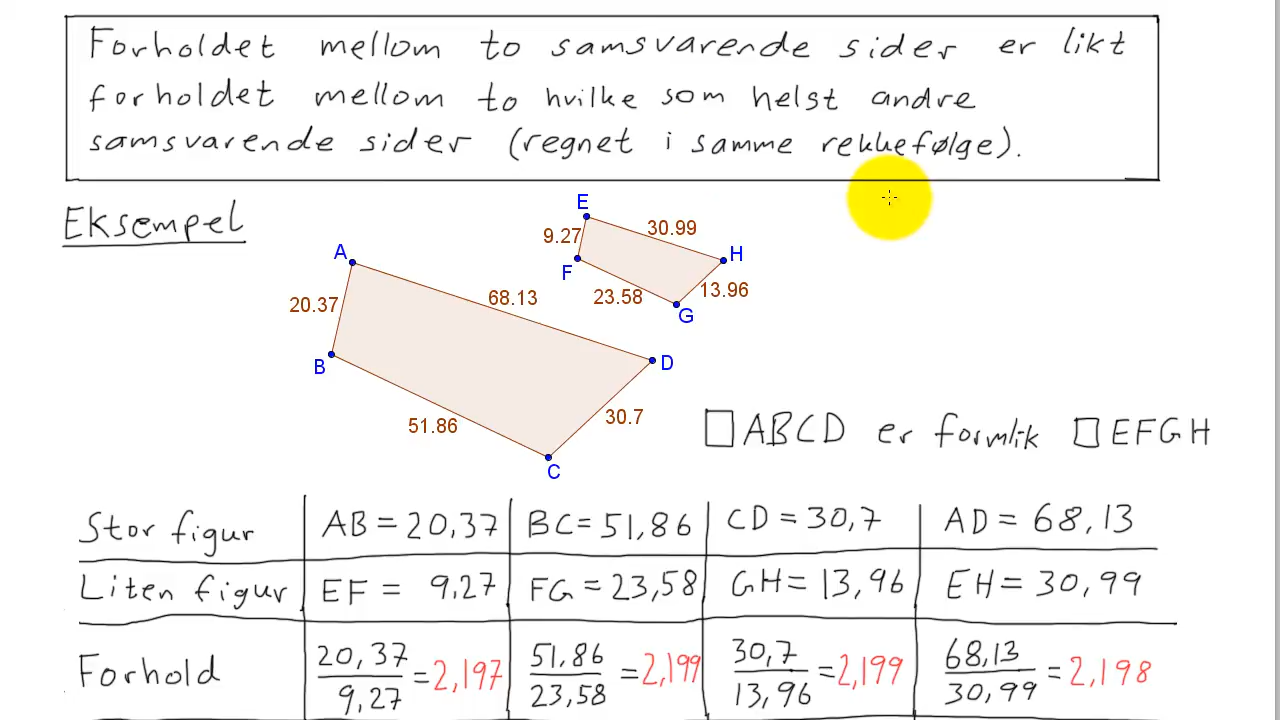 Forholdet mellom to samsvarende sider er likt
forholdet mellom to hvilke som helst andre
samsvarende sider (regnet i samme rekkefølge).
Eksempel
E
30.99
9.27
H
F
23.58
13.96
G
A
20.37
68.13
B
D
51.86
30.7
C
□ABCD er formlik □EFGH
Stor figur AB = 20,37 BC = 51,86 CD = 30,7 AD = 68,13
Liten figur EF = 9,27 FG = 23,58 GH = 13,96 EH = 30,99
Forhold 20,37/9,27 = 2,197 51,86/23,58 = 2,199 30,7/13,96 = 2,199 68,13/30,99 = 2,198